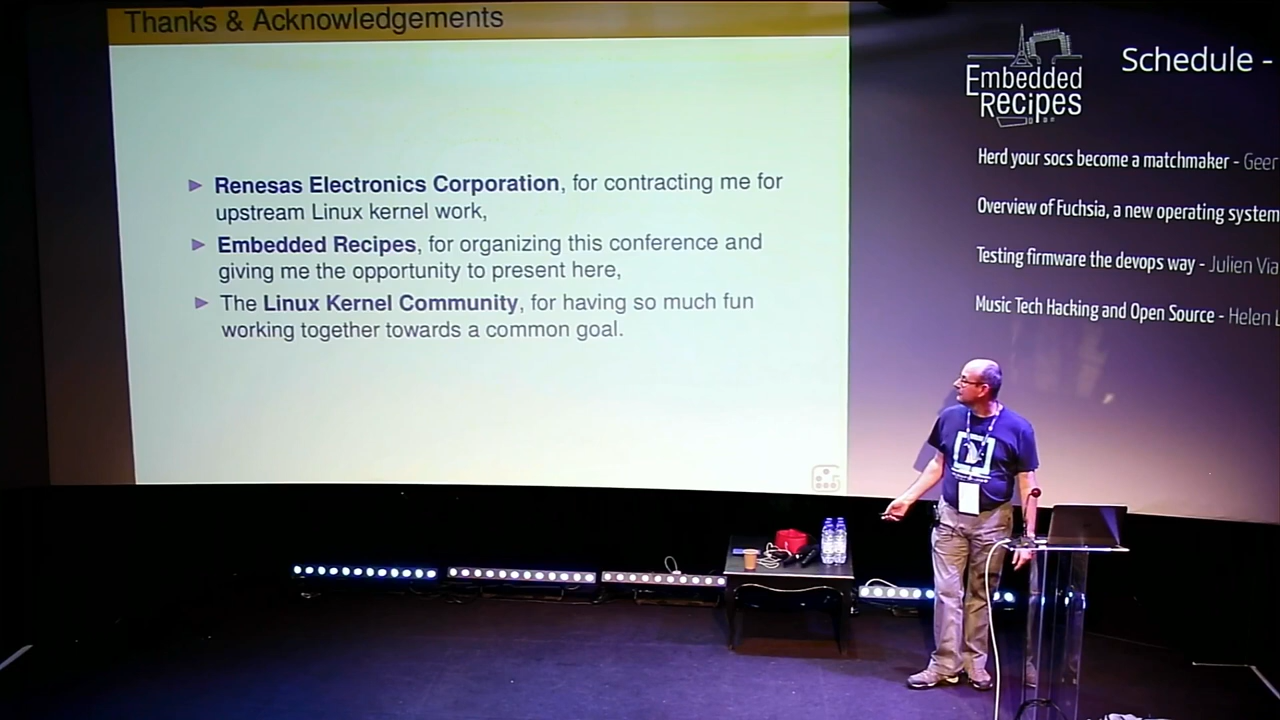 Thanks & Acknowledgements
Renesas Electronics Corporation, for contracting me for
upstream Linux kernel work,
Embedded Recipes, for organizing this conference and
giving me the opportunity to present here,
The Linux Kernel Community, for having so much fun
working together towards a common goal.
Embedded
Recipes
Schedule -
Herd your socs become a matchmaker - Geer
Overview of Fuchsia, a new operating system
Testing firmware the devops way - Julien Via
Music Tech Hacking and Open Source - Helen L